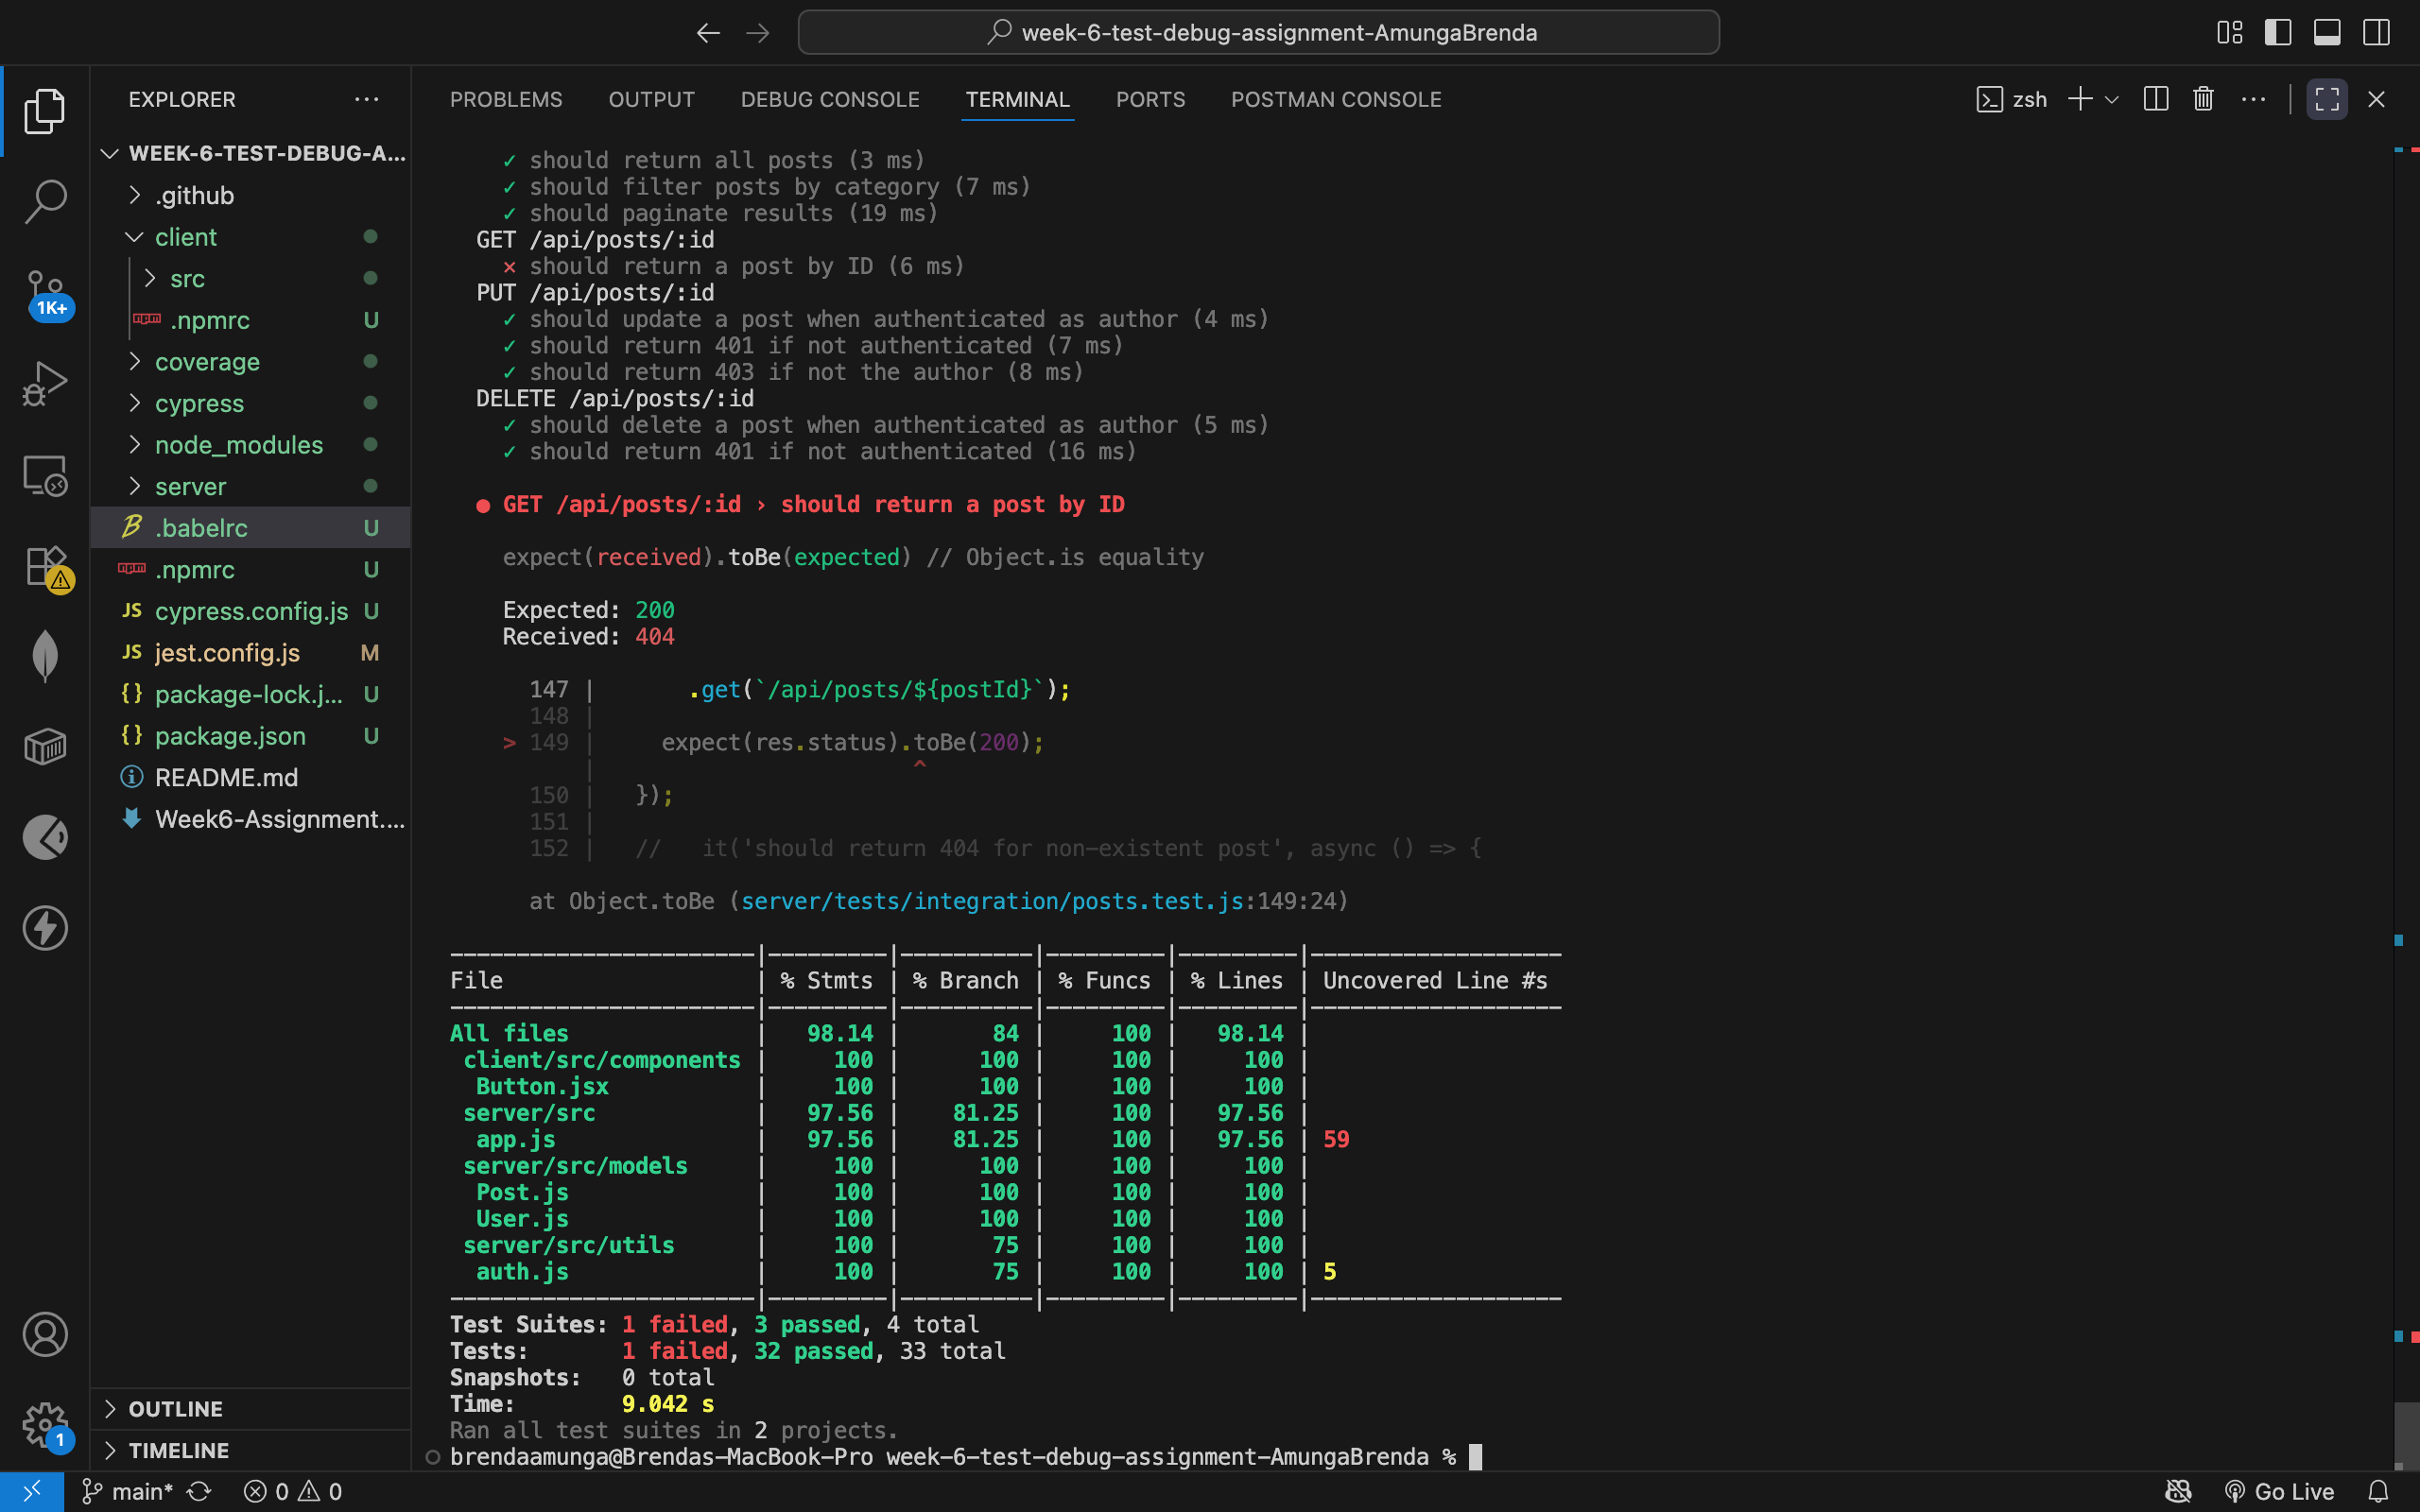 week-6-test-debug-assignment-AmungaBrenda
EXPLORER
WEEK-6-TEST-DEBUG-A...
.github
client
src
.npmrc U
coverage
cypress
node_modules
server
.babelrc U
.npmrc U
JS cypress.config.js U
JS jest.config.js M
{} package-lock.j... U
{} package.json U
README.md
Week6-Assignment....
OUTLINE
TIMELINE
1K+
1
PROBLEMS OUTPUT DEBUG CONSOLE TERMINAL PORTS POSTMAN CONSOLE
zsh
✓ should return all posts (3 ms)
✓ should filter posts by category (7 ms)
✓ should paginate results (19 ms)
GET /api/posts/:id
✕ should return a post by ID (6 ms)
PUT /api/posts/:id
✓ should update a post when authenticated as author (4 ms)
✓ should return 401 if not authenticated (7 ms)
✓ should return 403 if not the author (8 ms)
DELETE /api/posts/:id
✓ should delete a post when authenticated as author (5 ms)
✓ should return 401 if not authenticated (16 ms)
● GET /api/posts/:id › should return a post by ID
expect(received).toBe(expected) // Object.is equality
Expected: 200
Received: 404
147 | .get(`/api/posts/${postId}`);
148 |
> 149 | expect(res.status).toBe(200);
| ^
150 | });
151 |
152 | // it('should return 404 for non-existent post', async () => {
at Object.toBe (server/tests/integration/posts.test.js:149:24)
File | % Stmts | % Branch | % Funcs | % Lines | Uncovered Line #s
All files | 98.14 | 84 | 100 | 98.14 |
client/src/components | 100 | 100 | 100 | 100 |
Button.jsx | 100 | 100 | 100 | 100 |
server/src | 97.56 | 81.25 | 100 | 97.56 |
app.js | 97.56 | 81.25 | 100 | 97.56 | 59
server/src/models | 100 | 100 | 100 | 100 |
Post.js | 100 | 100 | 100 | 100 |
User.js | 100 | 100 | 100 | 100 |
server/src/utils | 100 | 75 | 100 | 100 |
auth.js | 100 | 75 | 100 | 100 | 5
Test Suites: 1 failed, 3 passed, 4 total
Tests: 1 failed, 32 passed, 33 total
Snapshots: 0 total
Time: 9.042 s
Ran all test suites in 2 projects.
brendaamunga@Brendas-MacBook-Pro week-6-test-debug-assignment-AmungaBrenda %
main* 0 0 Go Live